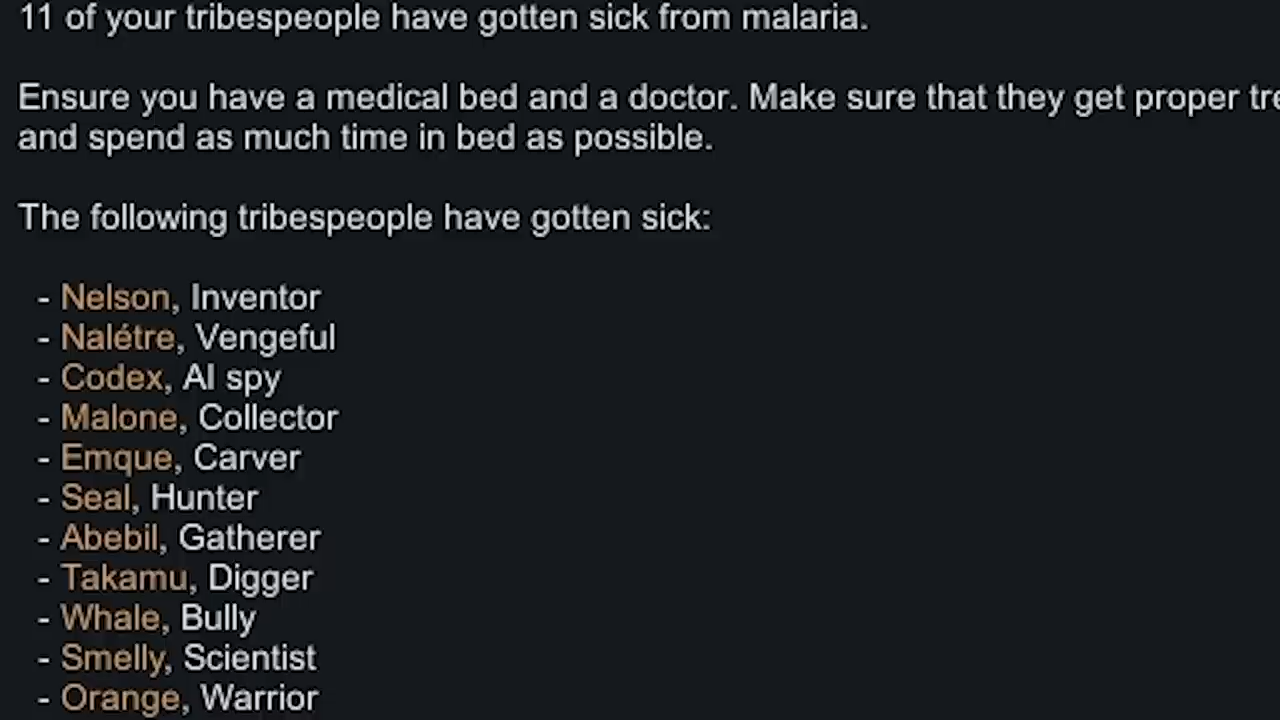 11 of your tribespeople have gotten sick from malaria.
Ensure you have a medical bed and a doctor. Make sure that they get proper tre
and spend as much time in bed as possible.
The following tribespeople have gotten sick:
- Nelson, Inventor
- Nalétre, Vengeful
- Codex, AI spy
- Malone, Collector
- Emque, Carver
- Seal, Hunter
- Abebil, Gatherer
- Takamu, Digger
- Whale, Bully
- Smelly, Scientist
- Orange, Warrior